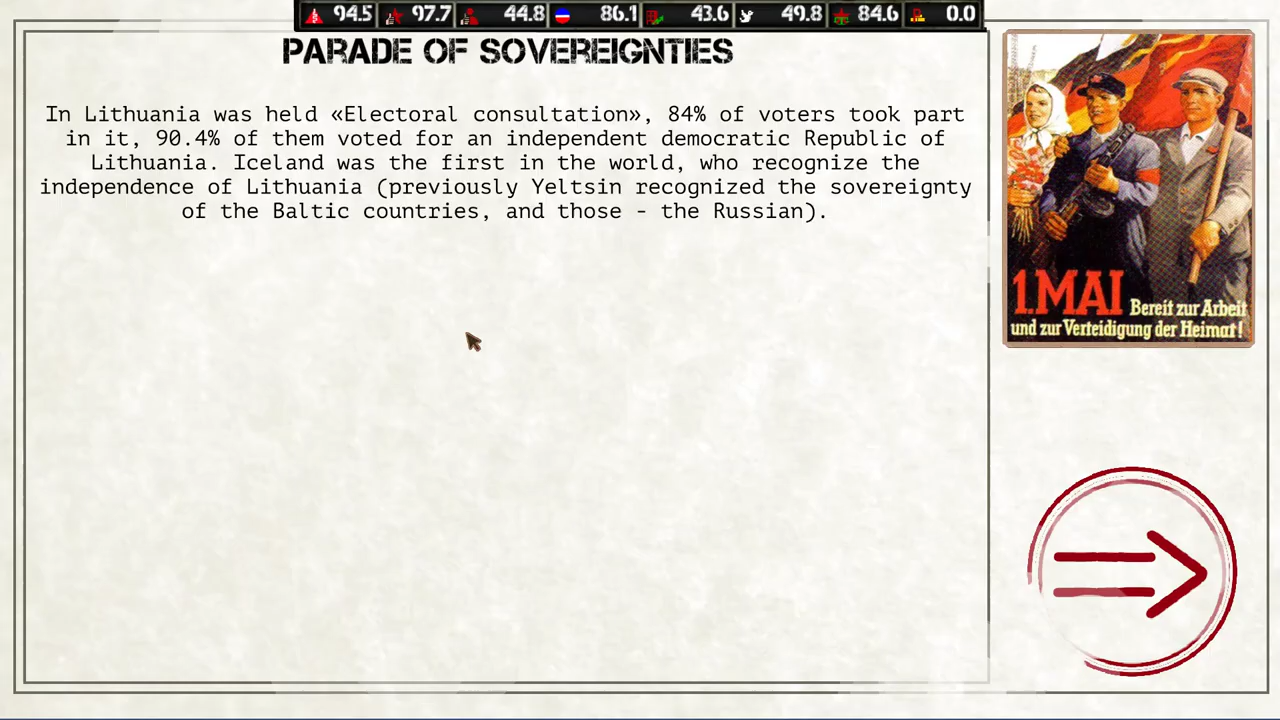 94.5 97.7 44.8 86.1 43.6 49.8 84.6 0.0
PARADE OF SOVEREIGNTIES
In Lithuania was held «Electoral consultation», 84% of voters took part
in it, 90.4% of them voted for an independent democratic Republic of
Lithuania. Iceland was the first in the world, who recognize the
independence of Lithuania (previously Yeltsin recognized the sovereignty
of the Baltic countries, and those - the Russian).
1. MAI Bereit zur Arbeit
und zur Verteidigung der Heimat!